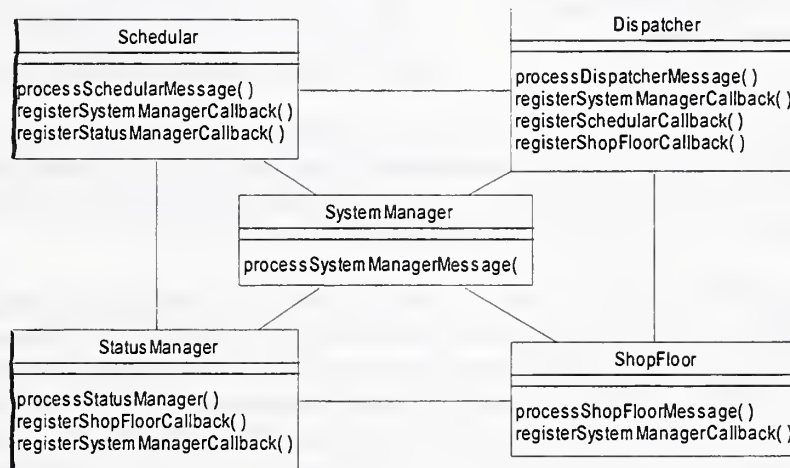 Schedular
processSchedularMessage( )
registerSystemManagerCallback( )
registerStatusManagerCallback( )
Dispatcher
processDispatcherMessage( )
registerSystemManagerCallback( )
registerSchedularCallback( )
registerShopFloorCallback( )
SystemManager
processSystemManagerMessage(
StatusManager
processStatusManager( )
registerShopFloorCallback( )
registerSystemManagerCallback( )
ShopFloor
processShopFloorMessage( )
registerSystemManagerCallback( )